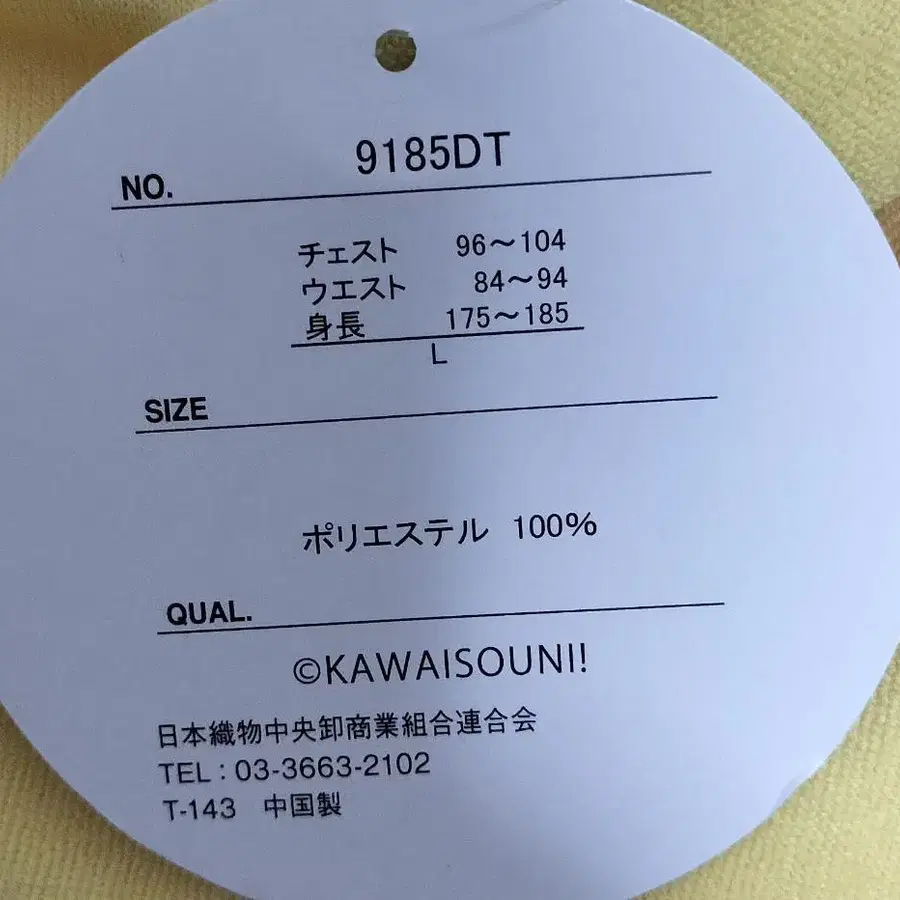 9185DT
NO.
チェスト 96～104
ウエスト 84～94
身長 175～185
L
SIZE
ポリエステル 100%
QUAL.
©KAWAISOUNI!
日本織物中央卸商業組合連合会
TEL : 03-3663-2102
T-143 中国製